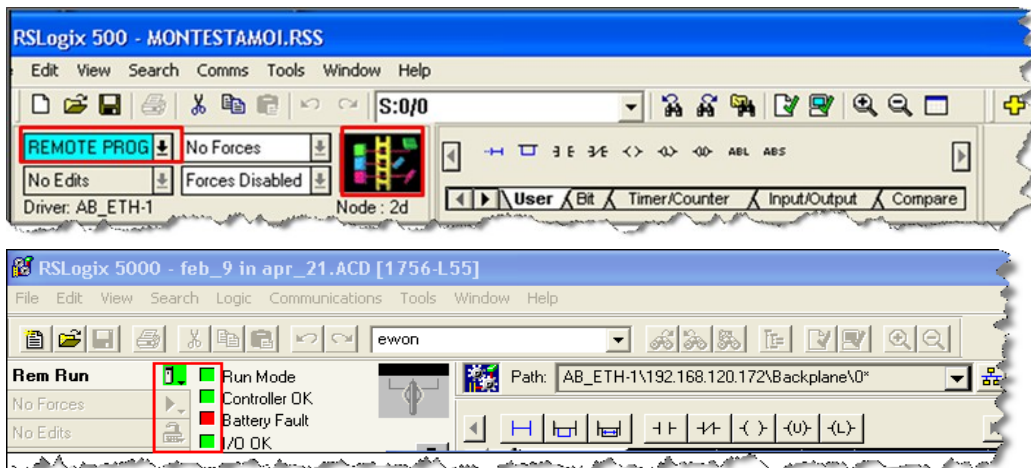 RSLogix 500 - MONTESTAMOI.RSS
Edit View Search Comms Tools Window Help
S:0/0
REMOTE PROG No Forces
No Edits Forces Disabled
Driver: AB_ETH-1 Node : 2d
ABL ABS
User Bit Timer/Counter Input/Output Compare
RSLogix 5000 - feb_9 in apr_21.ACD [1756-L55]
File Edit View Search Logic Communications Tools Window Help
ewon
Rem Run Run Mode Path: AB_ETH-1\192.168.120.172\Backplane\0*
No Forces Controller OK
No Edits Battery Fault
I/O OK
(U) (L)